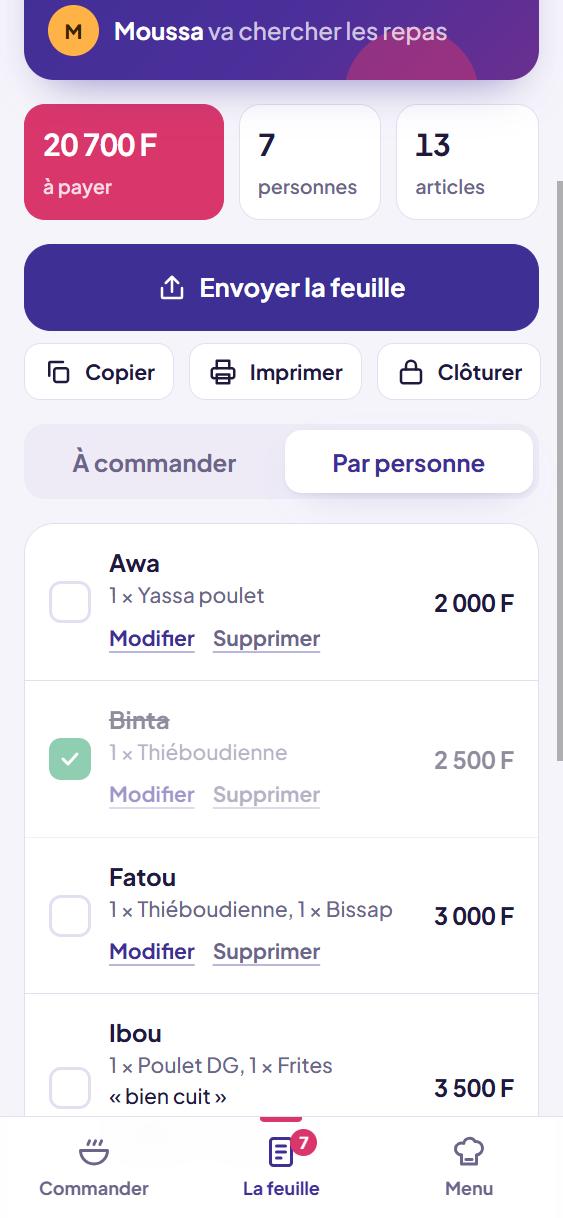 M
Moussa va chercher les repas
20 700 F
à payer
7
personnes
13
articles
Envoyer la feuille
Copier
Imprimer
Clôturer
À commander
Par personne
Awa
1 × Yassa poulet
2 000 F
Modifier Supprimer
Binta
1 × Thiéboudienne
2 500 F
Modifier Supprimer
Fatou
1 × Thiéboudienne, 1 × Bissap
3 000 F
Modifier Supprimer
Ibou
1 × Poulet DG, 1 × Frites
« bien cuit »
3 500 F
7
Commander
La feuille
Menu